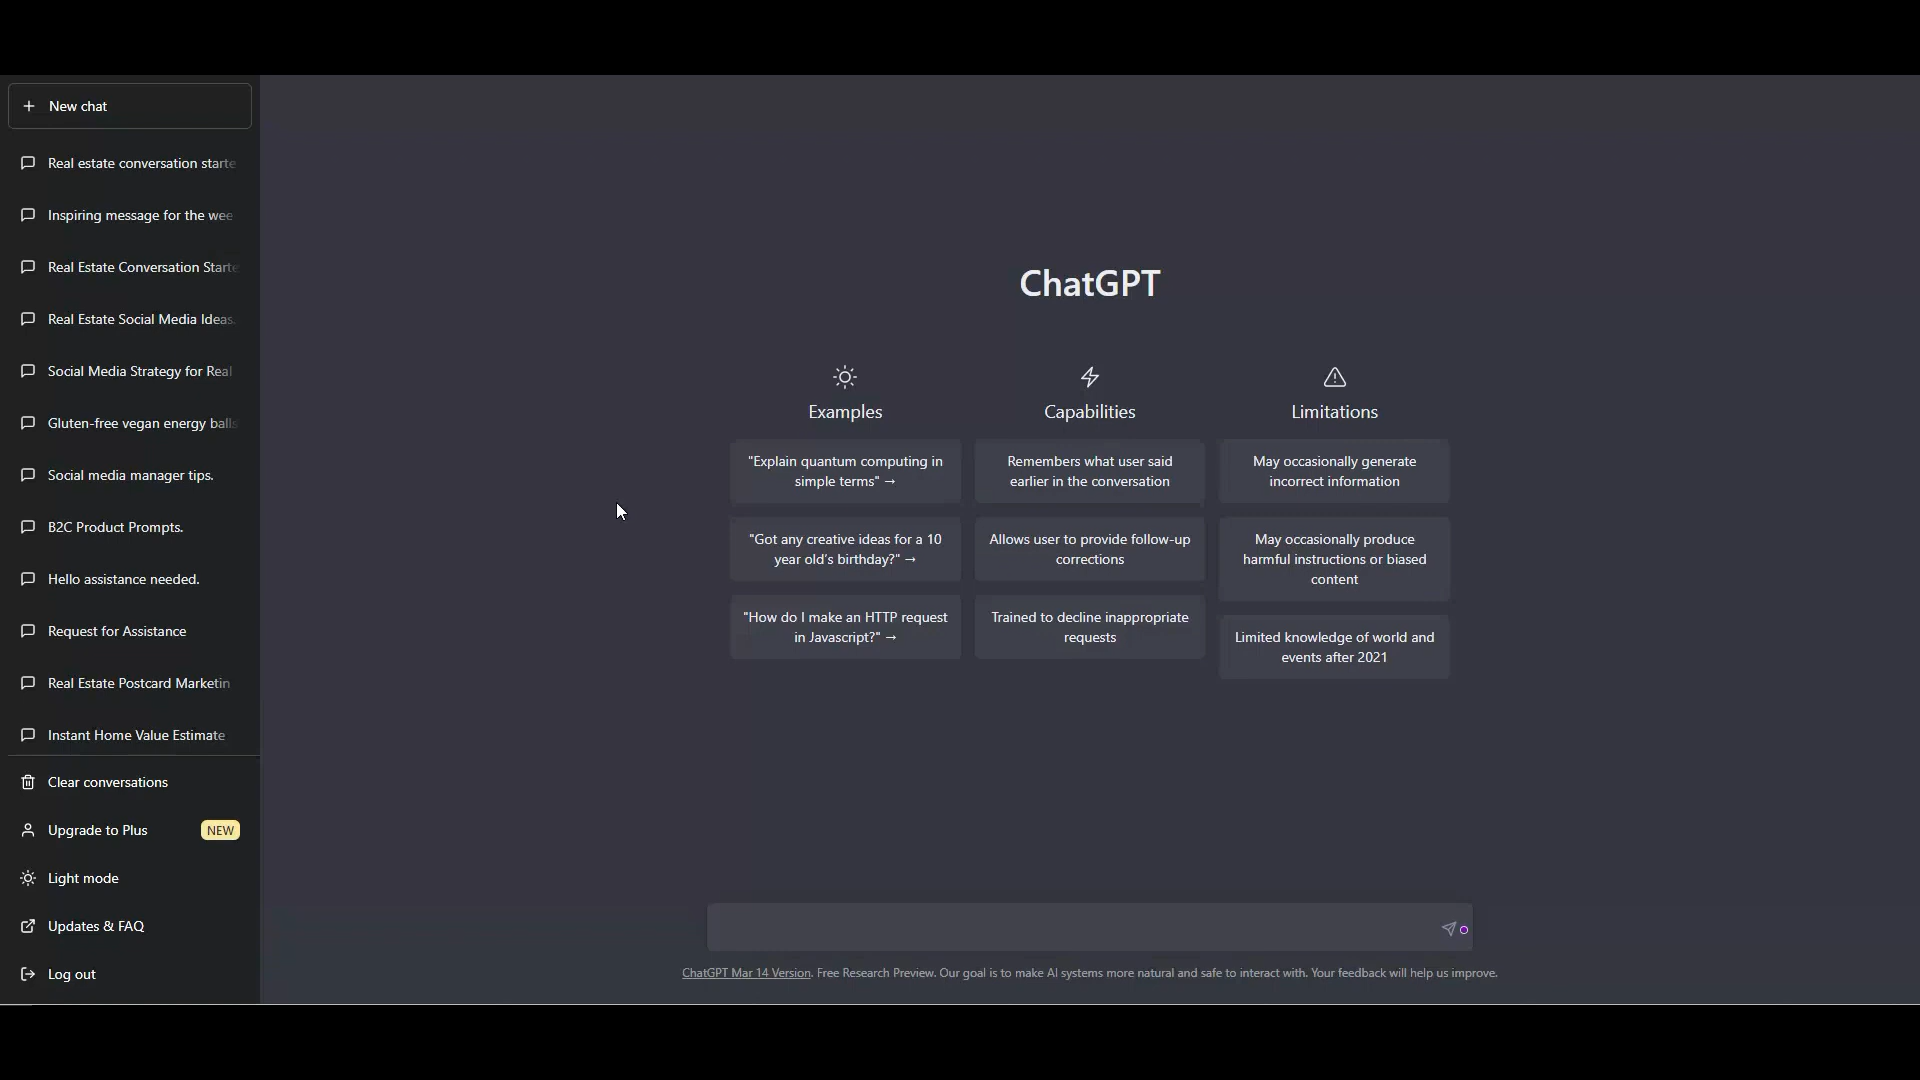 New chat
Real estate conversation starte
Inspiring message for the wee
Real Estate Conversation Starte
Real Estate Social Media Ideas.
Social Media Strategy for Real
Gluten-free vegan energy balls
Social media manager tips.
B2C Product Prompts.
Hello assistance needed.
Request for Assistance
Real Estate Postcard Marketin
Instant Home Value Estimate
Clear conversations
Upgrade to Plus NEW
Light mode
Updates & FAQ
Log out
ChatGPT
Examples
"Explain quantum computing in
simple terms" →
"Got any creative ideas for a 10
year old's birthday?" →
"How do I make an HTTP request
in Javascript?" →
Capabilities
Remembers what user said
earlier in the conversation
Allows user to provide follow-up
corrections
Trained to decline inappropriate
requests
Limitations
May occasionally generate
incorrect information
May occasionally produce
harmful instructions or biased
content
Limited knowledge of world and
events after 2021
ChatGPT Mar 14 Version. Free Research Preview. Our goal is to make AI systems more natural and safe to interact with. Your feedback will help us improve.